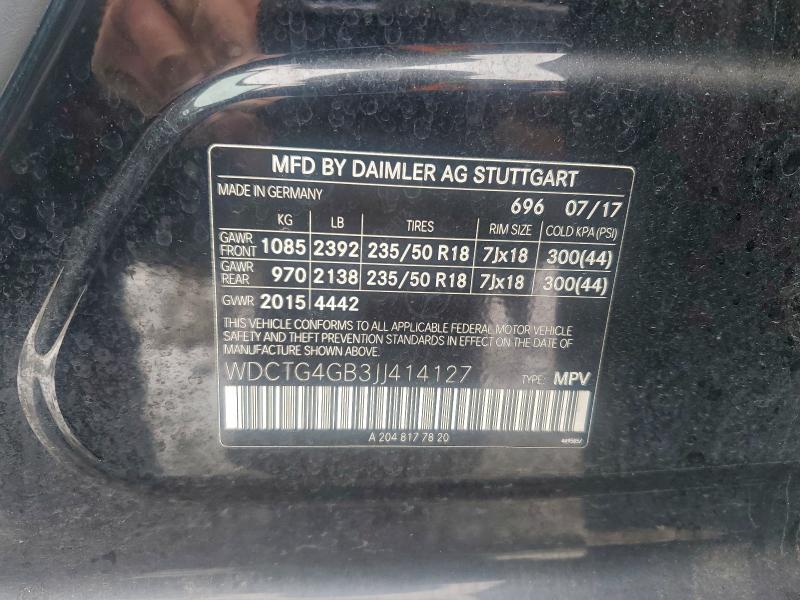 MFD BY DAIMLER AG STUTTGART
MADE IN GERMANY
696 07/17
KG LB TIRES RIM SIZE COLD KPA (PSI)
GAWR FRONT 1085 2392 235/50 R18 7Jx18 300(44)
GAWR REAR 970 2138 235/50 R18 7Jx18 300(44)
GVWR 2015 4442
THIS VEHICLE CONFORMS TO ALL APPLICABLE FEDERAL MOTOR VEHICLE
SAFETY AND THEFT PREVENTION STANDARDS IN EFFECT ON THE DATE OF
MANUFACTURE SHOWN ABOVE.
WDCTG4GB3JJ414127 TYPE: MPV
A 204 817 78 20